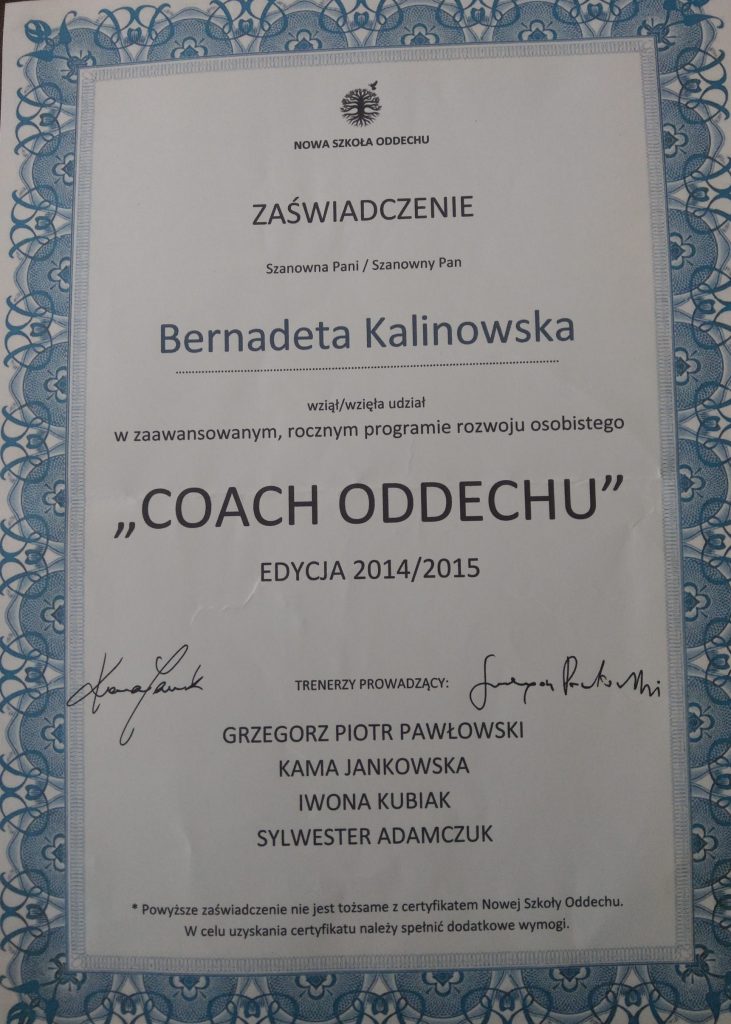 NOWA SZKOŁA ODDECHU
ZAŚWIADCZENIE
Szanowna Pani / Szanowny Pan
Bernadeta Kalinowska
wziął/wzięła udział
w zaawansowanym, rocznym programie rozwoju osobistego
„COACH ODDECHU”
EDYCJA 2014/2015
TRENERZY PROWADZĄCY:
GRZEGORZ PIOTR PAWŁOWSKI
KAMA JANKOWSKA
IWONA KUBIAK
SYLWESTER ADAMCZUK
* Powyższe zaświadczenie nie jest tożsame z certyfikatem Nowej Szkoły Oddechu.
W celu uzyskania certyfikatu należy spełnić dodatkowe wymogi.